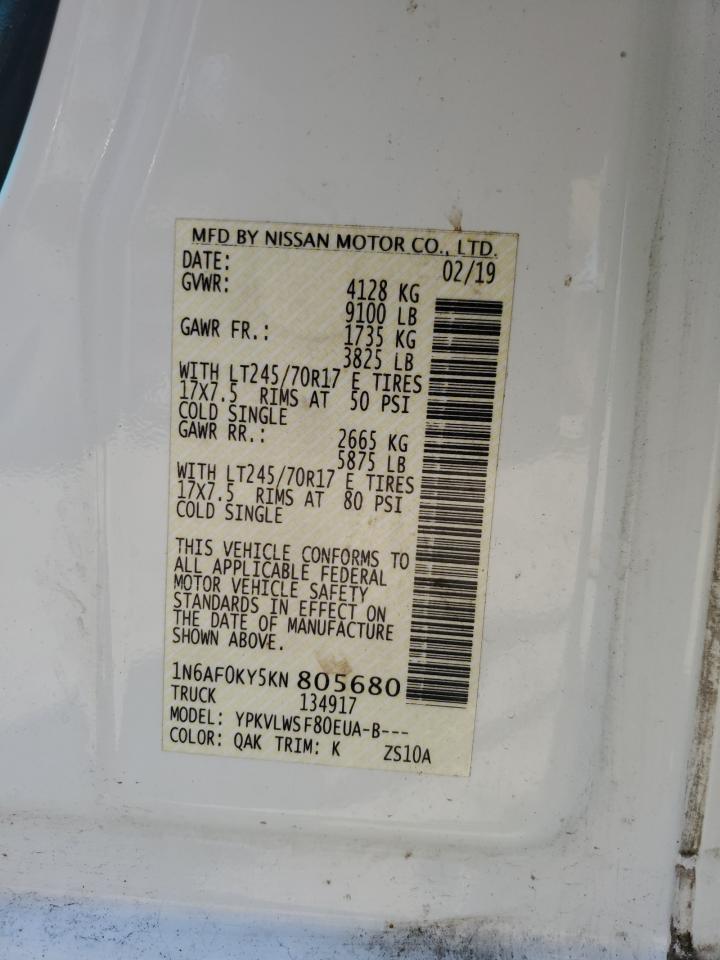 MFD BY NISSAN MOTOR CO., LTD.
DATE: 02/19
GVWR: 4128 KG
9100 LB
GAWR FR.: 1735 KG
3825 LB
WITH LT245/70R17 E TIRES
17X7.5 RIMS AT 50 PSI
COLD SINGLE
GAWR RR.: 2665 KG
5875 LB
WITH LT245/70R17 E TIRES
17X7.5 RIMS AT 80 PSI
COLD SINGLE
THIS VEHICLE CONFORMS TO
ALL APPLICABLE FEDERAL
MOTOR VEHICLE SAFETY
STANDARDS IN EFFECT ON
THE DATE OF MANUFACTURE
SHOWN ABOVE.
1N6AF0KY5KN 805680
TRUCK 134917
MODEL: YPKVLWSF80EUA-B---
COLOR: QAK TRIM: K ZS10A